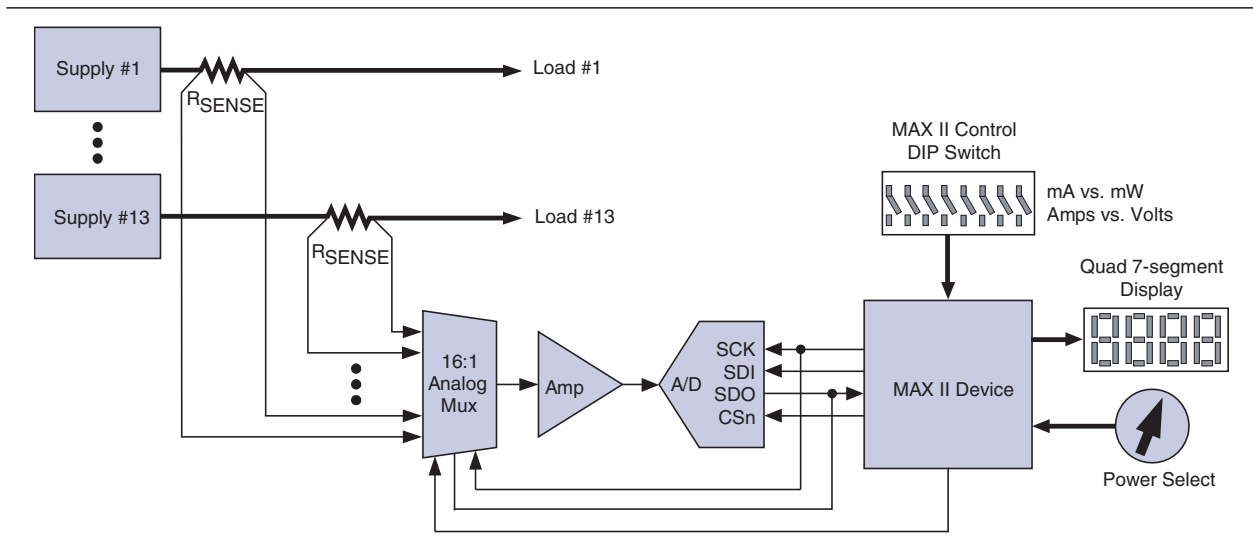 Supply #1
Load #1
RSENSE
Supply #13
Load #13
RSENSE
MAX II Control
DIP Switch
mA vs. mW
Amps vs. Volts
Quad 7-segment
Display
16:1
Analog
Mux
Amp
A/D
SCK
SDI
SDO
CSn
MAX II Device
Power Select